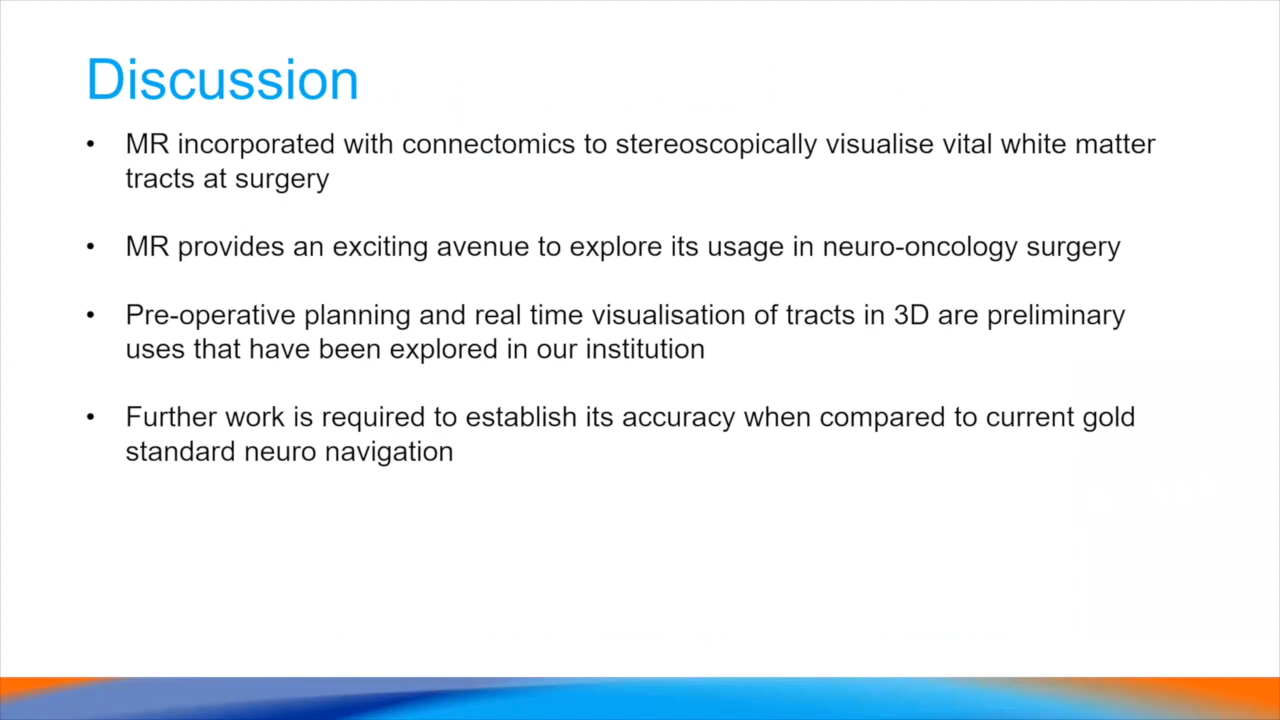 Discussion
• MR incorporated with connectomics to stereoscopically visualise vital white matter
tracts at surgery
• MR provides an exciting avenue to explore its usage in neuro-oncology surgery
• Pre-operative planning and real time visualisation of tracts in 3D are preliminary
uses that have been explored in our institution
• Further work is required to establish its accuracy when compared to current gold
standard neuro navigation